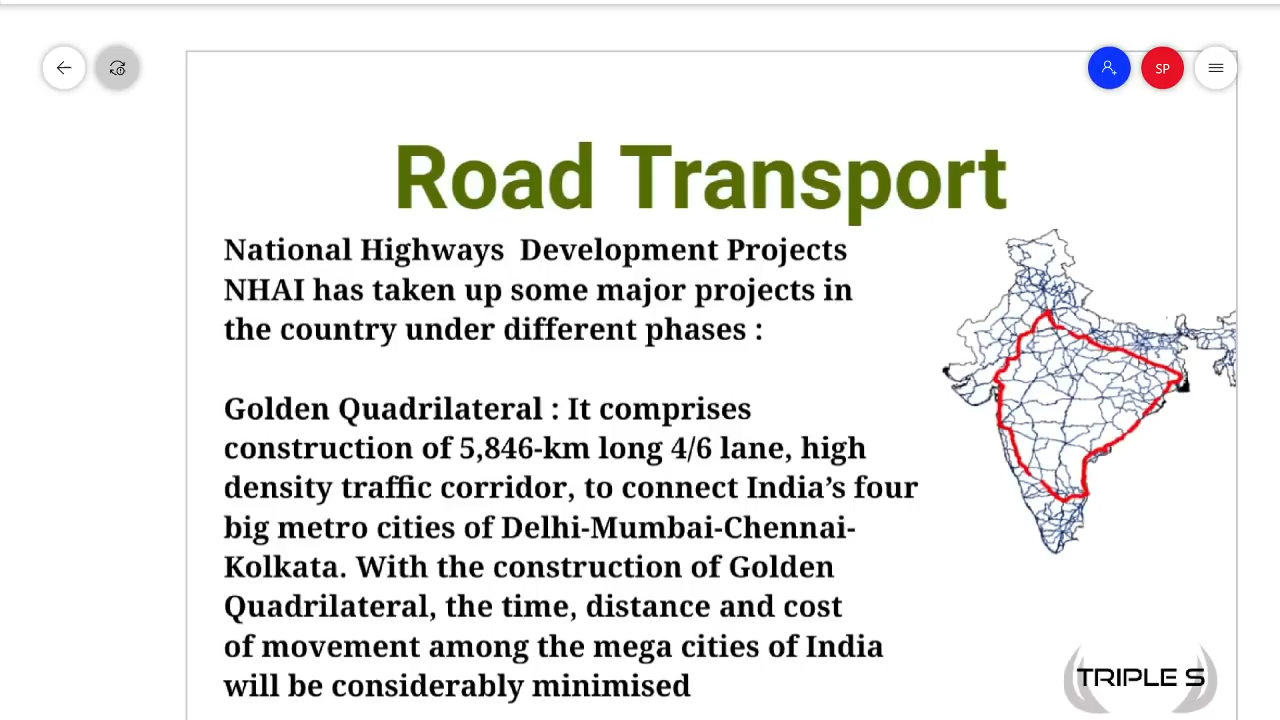 SP
Road Transport
National Highways  Development Projects
NHAI has taken up some major projects in
the country under different phases :
Golden Quadrilateral : It comprises
construction of 5,846-km long 4/6 lane, high
density traffic corridor, to connect India’s four
big metro cities of Delhi-Mumbai-Chennai-
Kolkata. With the construction of Golden
Quadrilateral, the time, distance and cost
of movement among the mega cities of India
will be considerably minimised
TRIPLE S